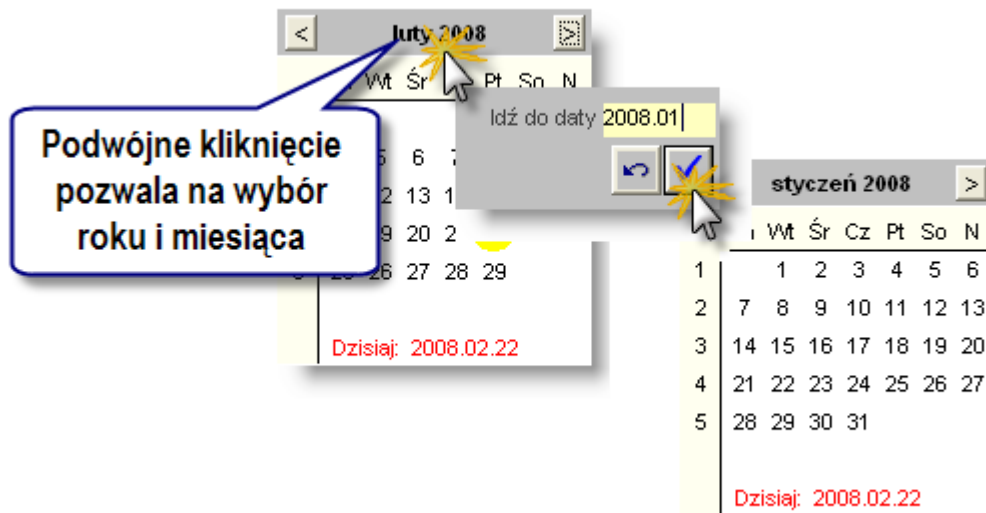 < luty 2008 >
Wt Śr Pt So N
Podwójne kliknięcie
pozwala na wybór
roku i miesiąca
Idź do daty 2008.01
6
13
20
26 27 28 29
Dzisiaj: 2008.02.22
styczeń 2008 >
Wt Śr Cz Pt So N
1 1 2 3 4 5 6
2 7 8 9 10 11 12 13
3 14 15 16 17 18 19 20
4 21 22 23 24 25 26 27
5 28 29 30 31
Dzisiaj: 2008.02.22